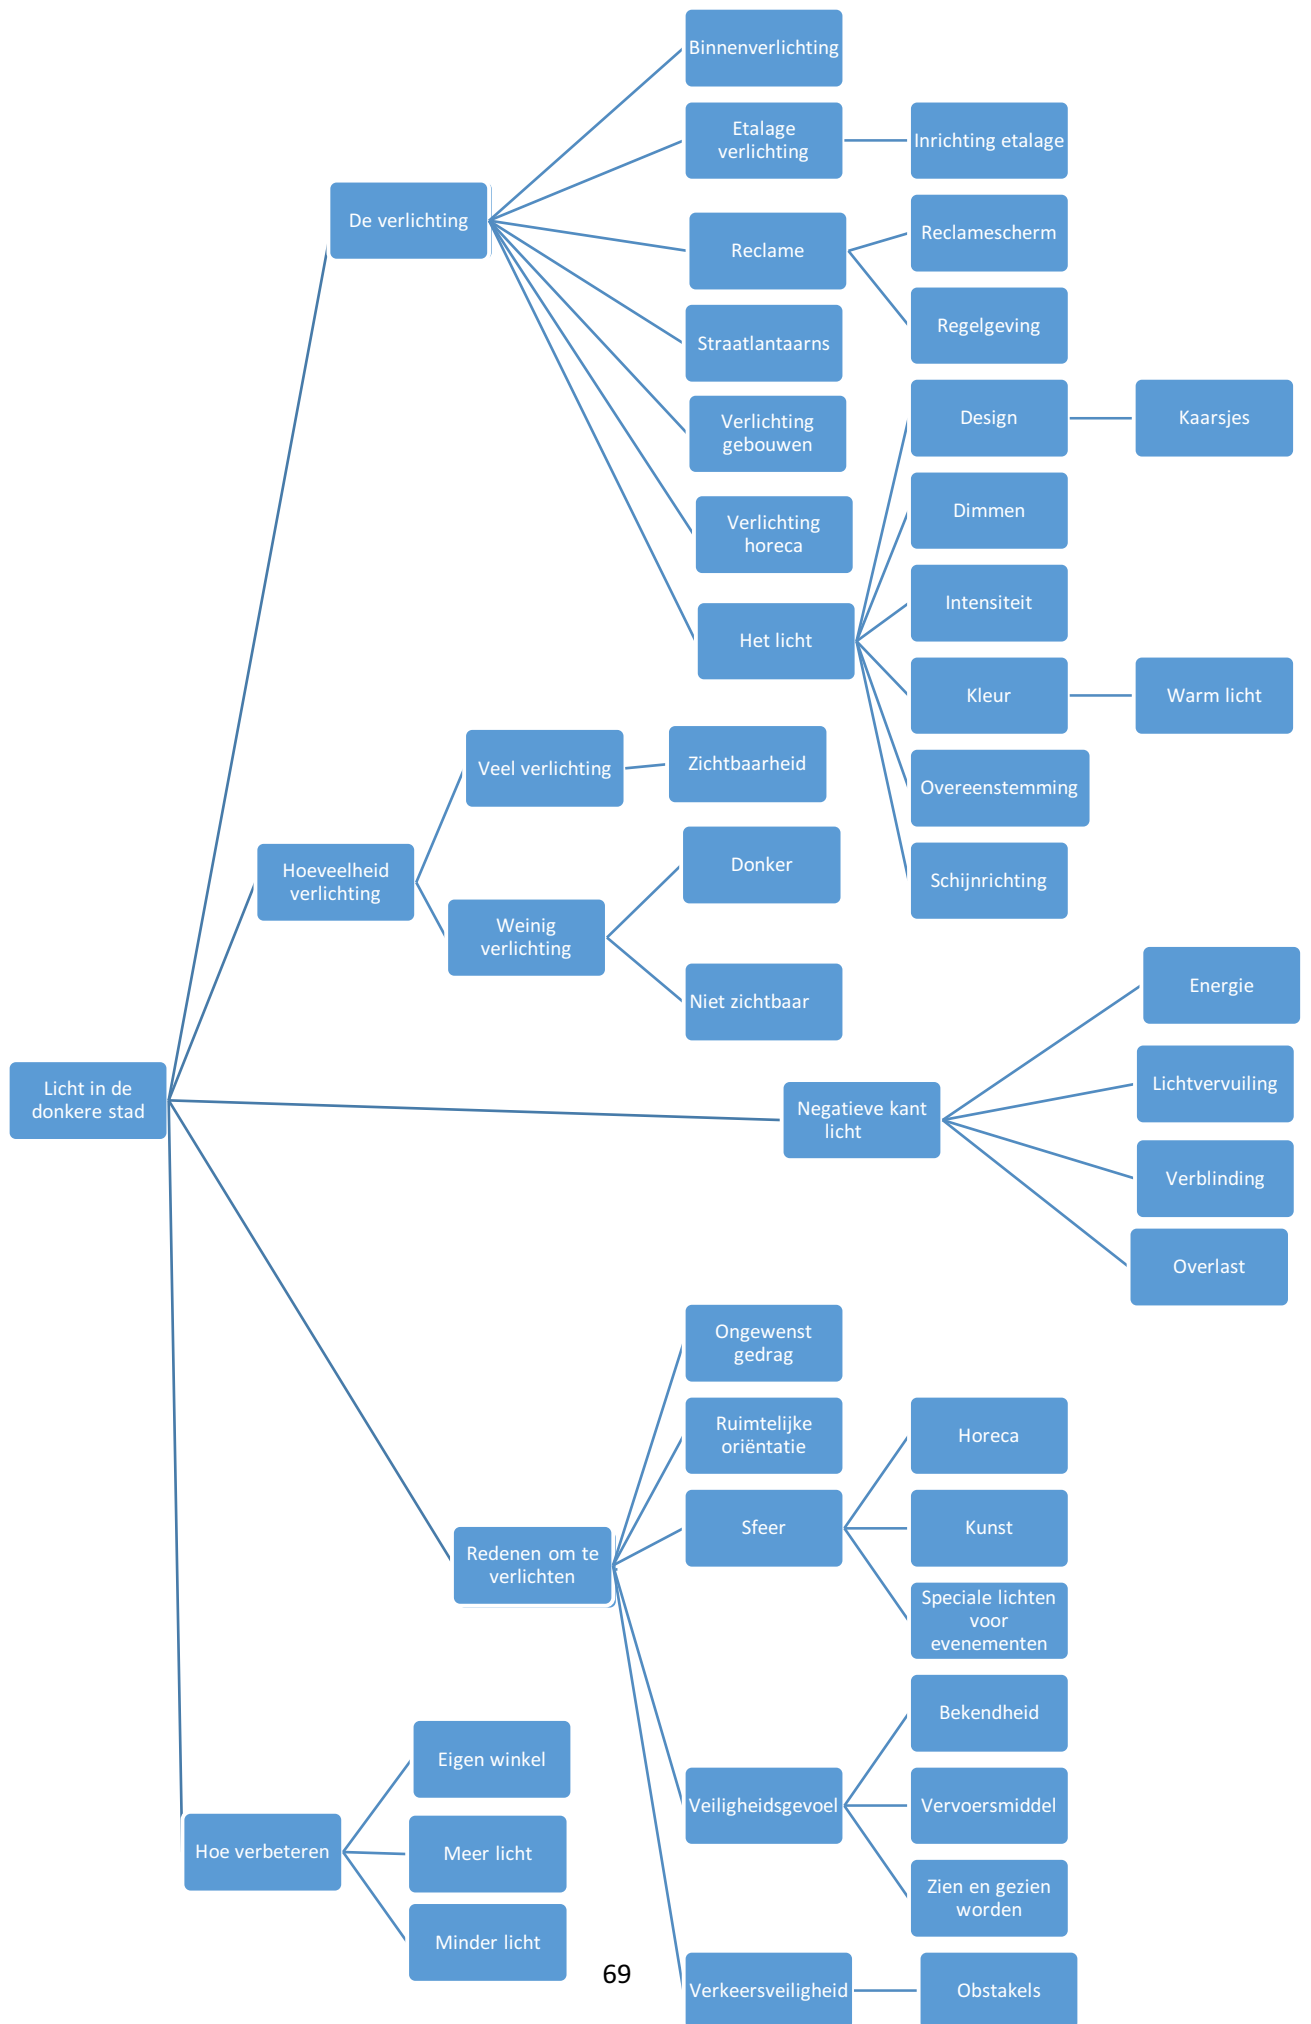 Licht in de
donkere stad
De verlichting
Binnenverlichting
Etalage
verlichting
Inrichting etalage
Reclame
Reclamescherm
Regelgeving
Straatlantaarns
Verlichting
gebouwen
Verlichting
horeca
Het licht
Design
Kaarsjes
Dimmen
Intensiteit
Kleur
Warm licht
Overeenstemming
Schijnrichting
Hoeveelheid
verlichting
Veel verlichting
Zichtbaarheid
Weinig
verlichting
Donker
Niet zichtbaar
Negatieve kant
licht
Energie
Lichtvervuiling
Verblinding
Overlast
Redenen om te
verlichten
Ongewenst
gedrag
Ruimtelijke
oriëntatie
Sfeer
Horeca
Kunst
Speciale lichten
voor
evenementen
Veiligheidsgevoel
Bekendheid
Vervoersmiddel
Zien en gezien
worden
Verkeersveiligheid
Obstakels
Hoe verbeteren
Eigen winkel
Meer licht
Minder licht
69